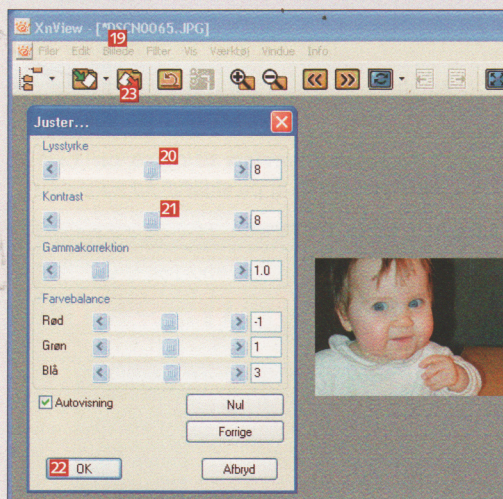 XnView - [*DSCN0065.JPG]
19
Filer Edit Billede Filter Vis Værktøj Vindue Info
23
Juster...
Lysstyrke
20
8
Kontrast
21
8
Gammakorrektion
1.0
Farvebalance
Rød -1
Grøn 1
Blå 3
Autovisning Nul
Forrige
22 OK Afbryd